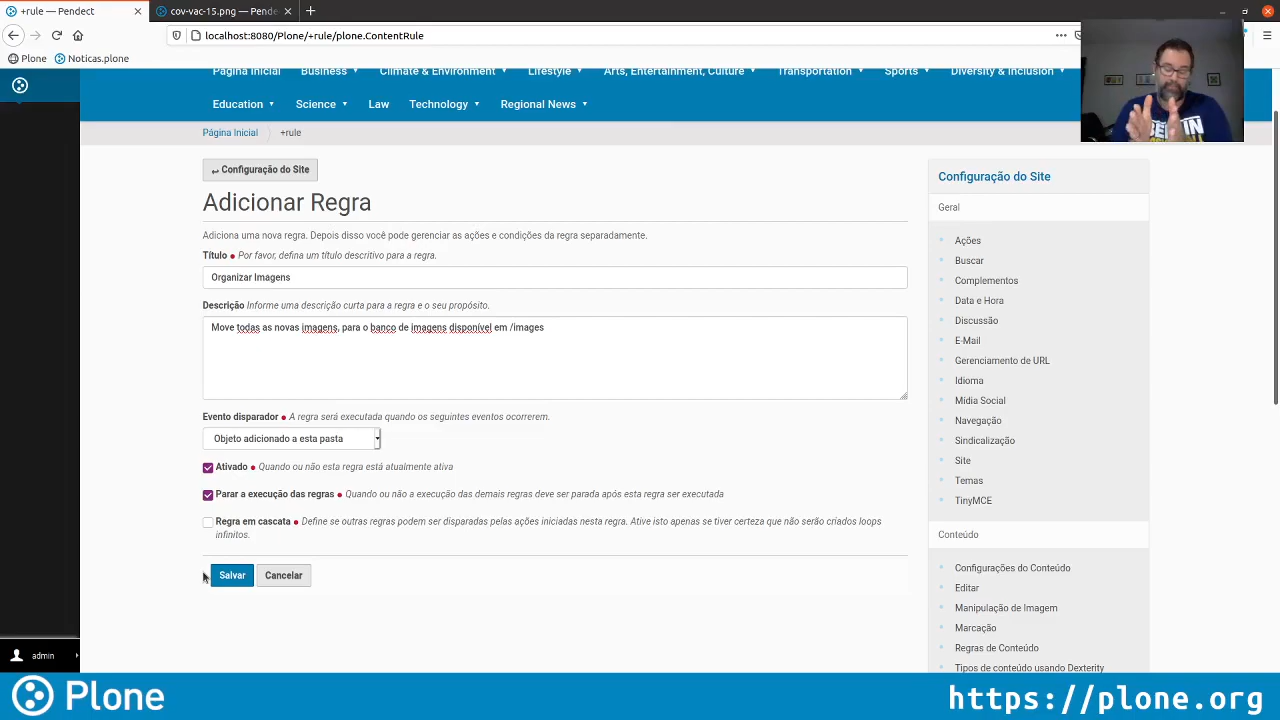 +rule — Pendect
cov-vac-15.png — Pende
localhost:8080/Plone/+rule/plone.ContentRule
Plone
Noticas.plone
Página Inicial
Business
Climate & Environment
Lifestyle
Arts, Entertainment, Culture
Transportation
Sports
Diversity & Inclusion
Education
Science
Law
Technology
Regional News
Página Inicial
+rule
Configuração do Site
Adicionar Regra
Adiciona uma nova regra. Depois disso você pode gerenciar as ações e condições da regra separadamente.
Título Por favor, defina um título descritivo para a regra.
Organizar Imagens
Descrição Informe uma descrição curta para a regra e o seu propósito.
Move todas as novas imagens, para o banco de imagens disponível em /images
Evento disparador A regra será executada quando os seguintes eventos ocorrerem.
Objeto adicionado a esta pasta
Ativado Quando ou não esta regra está atualmente ativa
Parar a execução das regras Quando ou não a execução das demais regras deve ser parada após esta regra ser executada
Regra em cascata Define se outras regras podem ser disparadas pelas ações iniciadas nesta regra. Ative isto apenas se tiver certeza que não serão criados loops
infinitos.
Salvar
Cancelar
Configuração do Site
Geral
Ações
Buscar
Complementos
Data e Hora
Discussão
E-Mail
Gerenciamento de URL
Idioma
Mídia Social
Navegação
Sindicalização
Site
Temas
TinyMCE
Conteúdo
Configurações do Conteúdo
Editar
Manipulação de Imagem
Marcação
Regras de Conteúdo
Tipos de conteúdo usando Dexterity
admin
Plone
https://plone.org